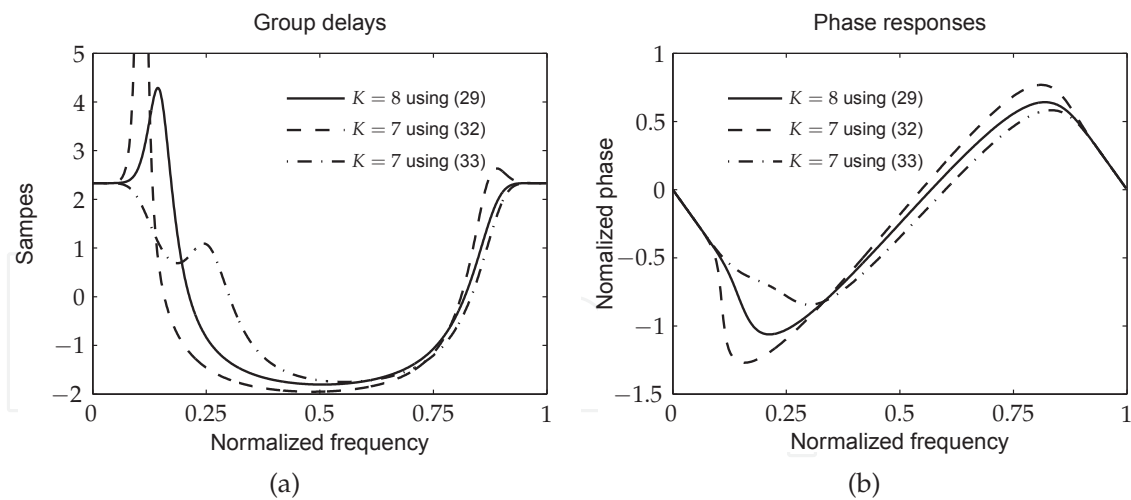 Group delays
5
4
3
2
1
0
−1
−2
Sampes
K = 8 using (29)
K = 7 using (32)
K = 7 using (33)
0
0.25
0.5
0.75
1
Normalized frequency
(a)
Phase responses
1
0.5
0
−0.5
−1
−1.5
Nomalized phase
K = 8 using (29)
K = 7 using (32)
K = 7 using (33)
0
0.25
0.5
0.75
1
Normalized frequency
(b)